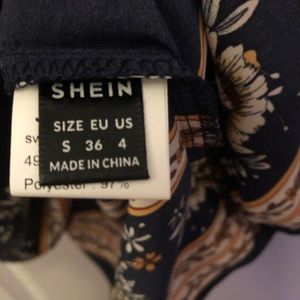 SHEIN
SIZE EU US
S 36 4
MADE IN CHINA
Polyester : 97%